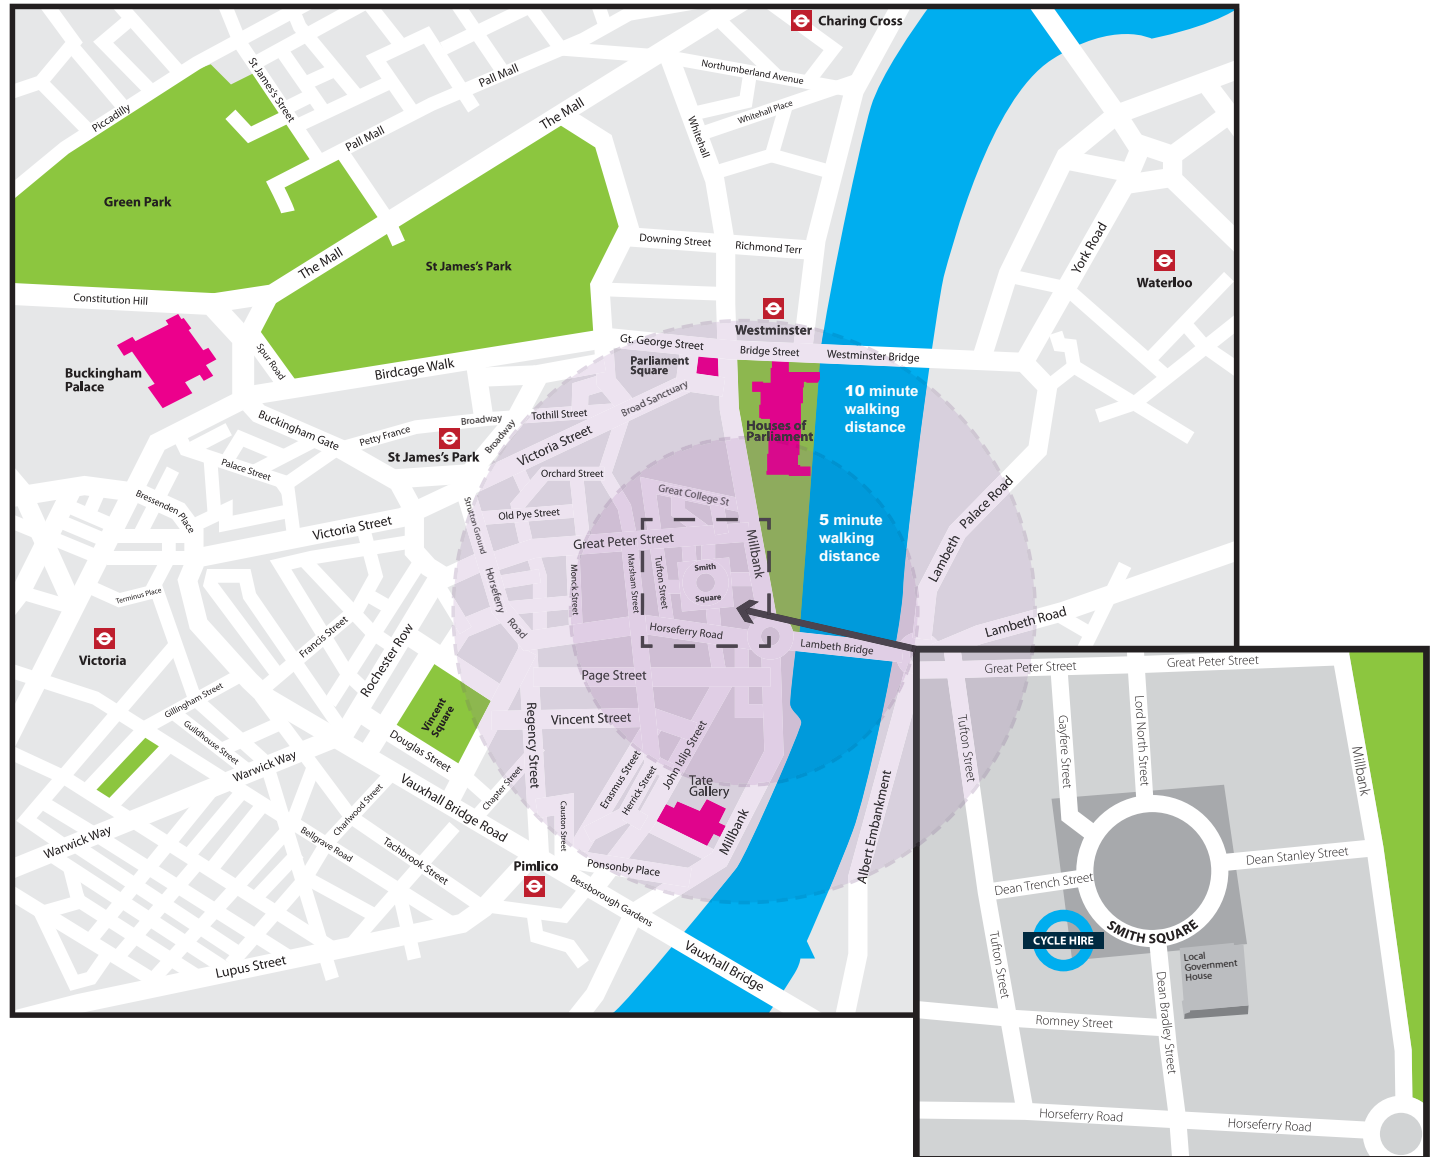 Charing Cross
Northumberland Avenue
Pall Mall
St James's Street
Whitehall Place
The Mall
Piccadilly
Whitehall
Pall Mall
Green Park
Downing Street
Richmond Terr
York Road
The Mall
St James's Park
Waterloo
Constitution Hill
Westminster
Gt. George Street
Bridge Street
Westminster Bridge
Spur Road
Parliament
Square
Birdcage Walk
Buckingham
Palace
10 minute
walking
distance
Broad Sanctuary
Tothill Street
Broadway
Buckingham Gate
Petty France
Broadway
Houses of
Parliament
Victoria Street
St James's Park
Palace Street
Orchard Street
Great College St
Palace Road
Bressenden Place
Old Pye Street
Strutton Ground
Victoria Street
5 minute
walking
distance
Great Peter Street
Millbank
Lambeth
Smith
Square
Marsham Street
Tufton Street
Monck Street
Horseferry
Road
Terminus Place
Lambeth Road
Francis Street
Victoria
Horseferry Road
Lambeth Bridge
Rochester Row
Page Street
Gillingham Street
Vincent
Square
Vincent Street
Guildhouse Street
Regency Street
Douglas Street
John Islip Street
Warwick Way
Erasmus Street
Herrick Street
Tate
Gallery
Chapter Street
Vauxhall Bridge Road
Charlwood Street
Causton Street
Millbank
Albert Embankment
Warwick Way
Bellgrave Road
Tachbrook Street
Pimlico
Ponsonby Place
Bessborough Gardens
Lupus Street
Vauxhall Bridge
Great Peter Street
Great Peter Street
Tufton Street
Gayfere Street
Lord North Street
Millbank
Dean Stanley Street
Dean Trench Street
SMITH SQUARE
CYCLE HIRE
Tufton Street
Local
Government
House
Dean Bradley Street
Romney Street
Horseferry Road
Horseferry Road